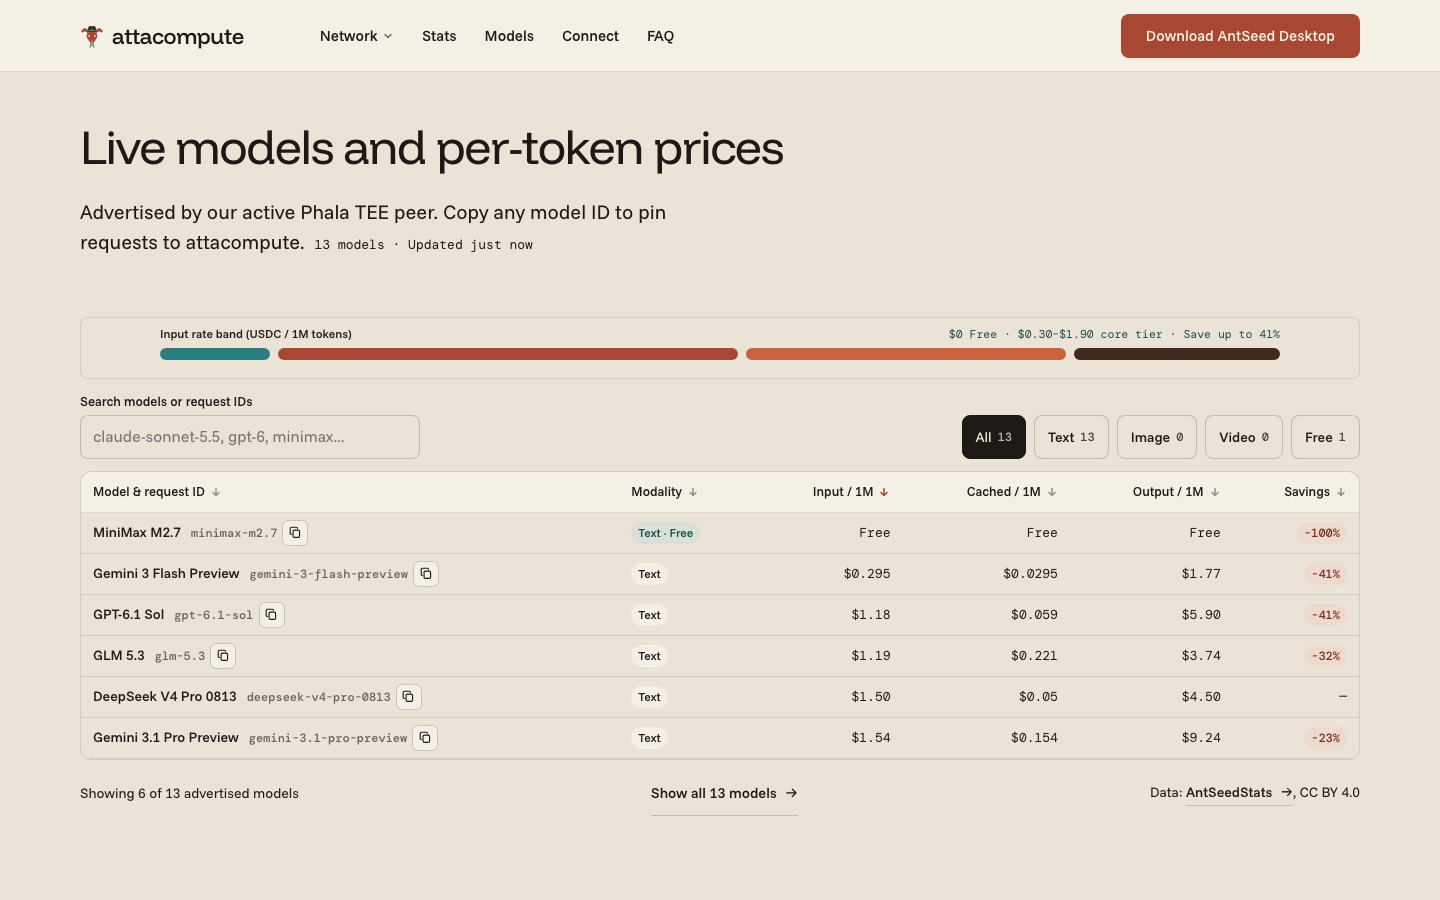 attacompute
Network Stats Models Connect FAQ
Download AntSeed Desktop
Live models and per-token prices
Advertised by our active Phala TEE peer. Copy any model ID to pin
requests to attacompute. 13 models · Updated just now
Input rate band (USDC / 1M tokens) $0 Free · $0.30–$1.90 core tier · Save up to 41%
Search models or request IDs
claude-sonnet-5.5, gpt-6, minimax...
All 13 Text 13 Image 0 Video 0 Free 1
Model & request ID ↓ Modality ↓ Input / 1M ↓ Cached / 1M ↓ Output / 1M ↓ Savings ↓
MiniMax M2.7 minimax-m2.7 Text · Free Free Free Free -100%
Gemini 3 Flash Preview gemini-3-flash-preview Text $0.295 $0.0295 $1.77 -41%
GPT-6.1 Sol gpt-6.1-sol Text $1.18 $0.059 $5.90 -41%
GLM 5.3 glm-5.3 Text $1.19 $0.221 $3.74 -32%
DeepSeek V4 Pro 0813 deepseek-v4-pro-0813 Text $1.50 $0.05 $4.50 —
Gemini 3.1 Pro Preview gemini-3.1-pro-preview Text $1.54 $0.154 $9.24 -23%
Showing 6 of 13 advertised models
Show all 13 models →
Data: AntSeedStats →, CC BY 4.0